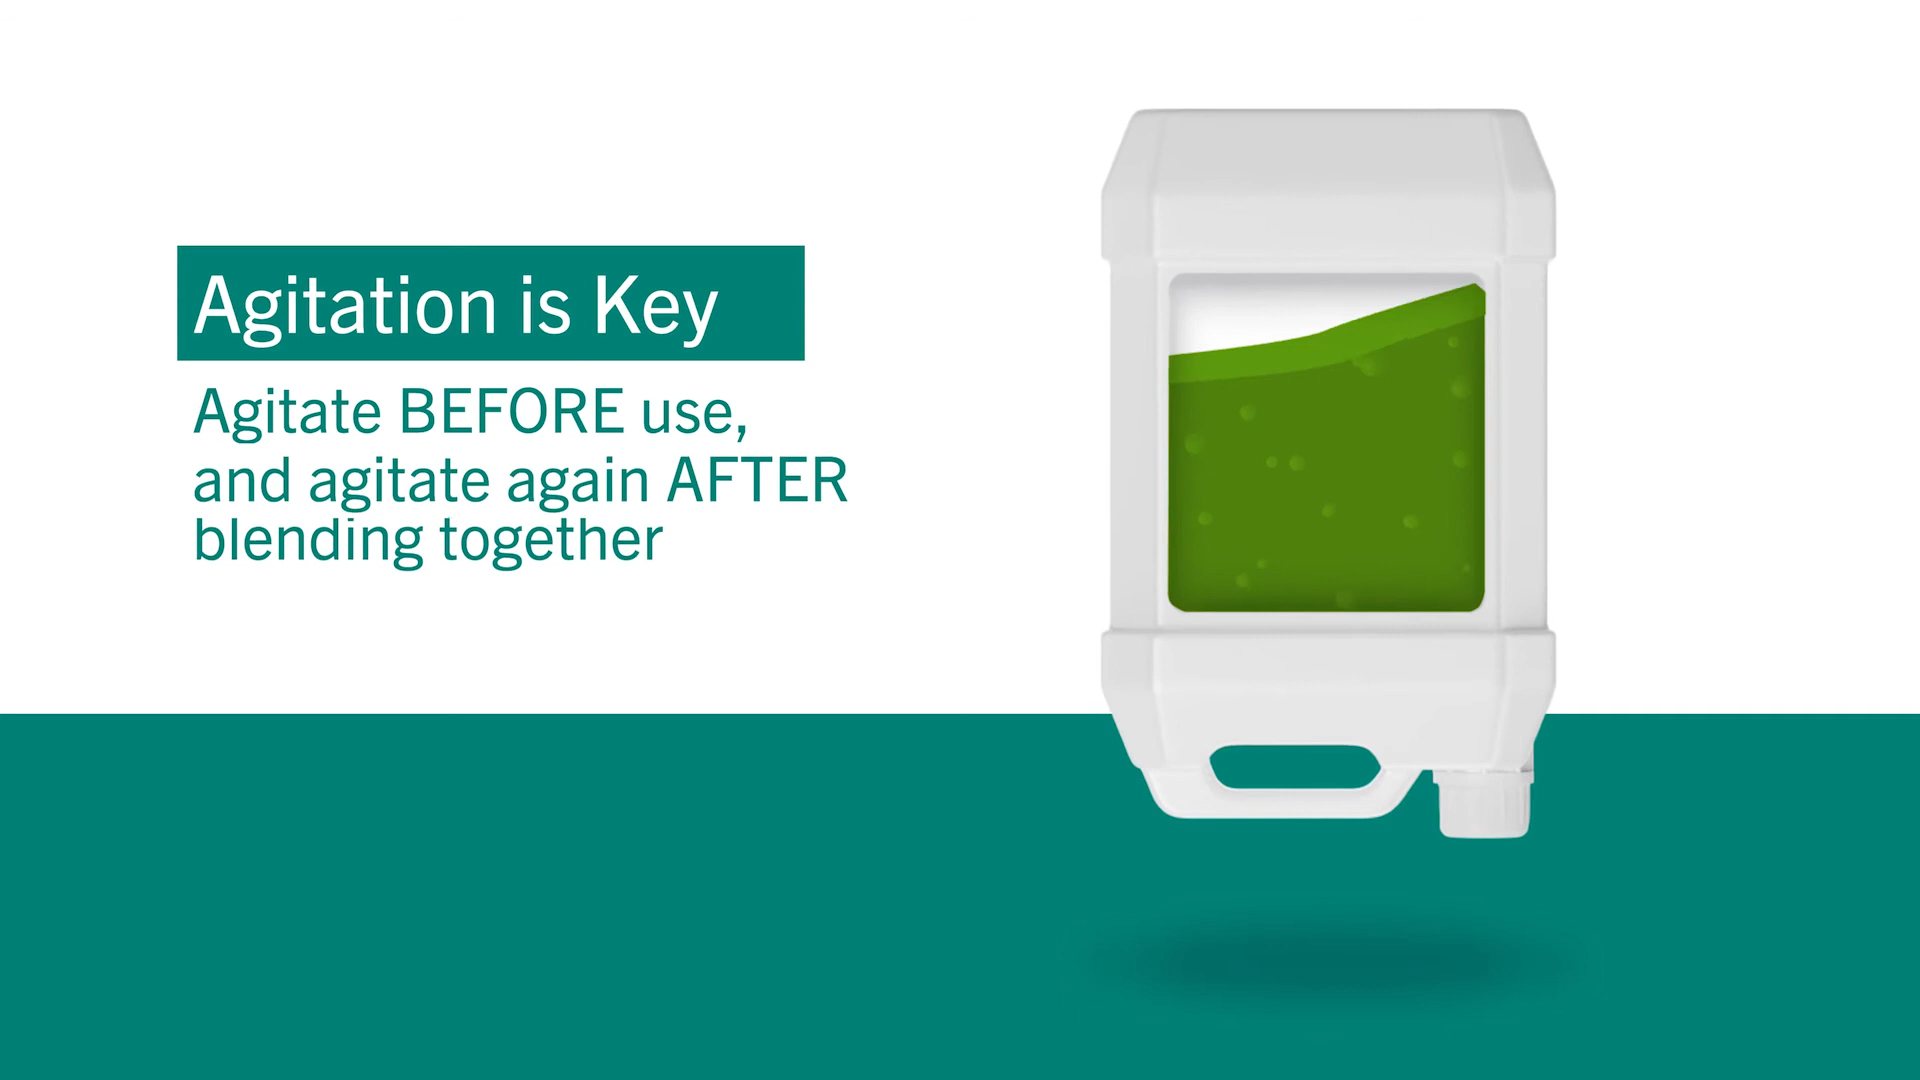 Agitation is Key
Agitate BEFORE use,
and agitate again AFTER
blending together